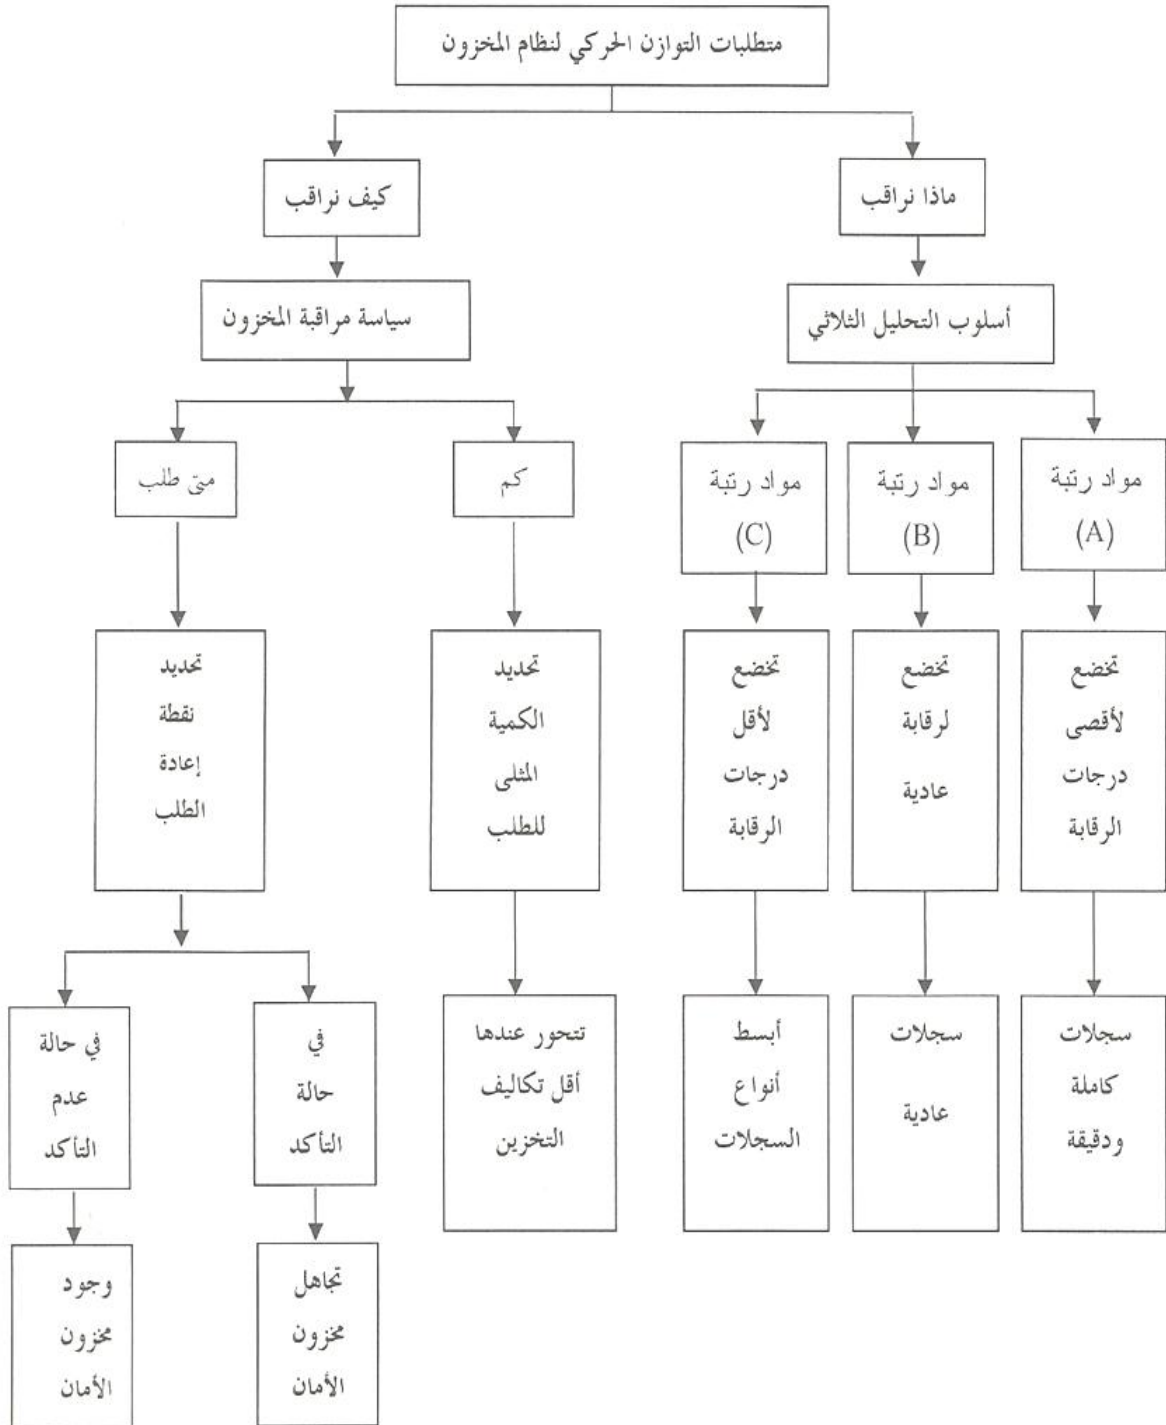 متطلبات التوازن الحركي لنظام المخزون
ماذا نراقب
كيف نراقب
أسلوب التحليل الثلاثي
سياسة مراقبة المخزون
مواد رتبة
(A)
مواد رتبة
(B)
مواد رتبة
(C)
كم
متى طلب
تخضع
لأقصى
درجات
الرقابة
تخضع
لرقابة
عادية
تخضع
لأقل
درجات
الرقابة
تحديد
الكمية
المثلى
للطلب
تحديد
نقطة
إعادة
الطلب
سجلات
كاملة
ودقيقة
سجلات
عادية
أبسط
أنواع
السجلات
تتحور عندها
أقل تكاليف
التخزين
في
حالة
التأكد
في حالة
عدم
التأكد
تجاهل
مخزون
الأمان
وجود
مخزون
الأمان